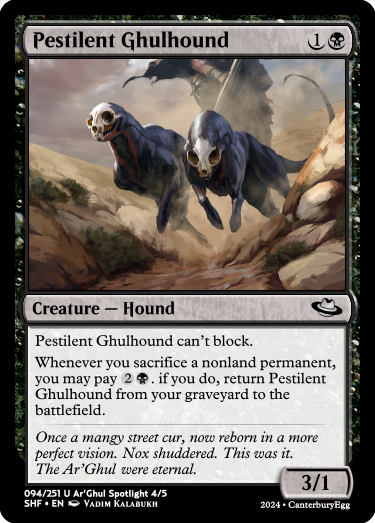 Pestilent Ghulhound 1
Creature — Hound
Pestilent Ghulhound can't block.
Whenever you sacrifice a nonland permanent,
you may pay 2 . if you do, return Pestilent
Ghulhound from your graveyard to the
battlefield.
Once a mangy street cur, now reborn in a more
perfect vision. Nox shuddered. This was it.
The Ar'Ghul were eternal.
3/1
094/251 U Ar'Ghul Spotlight 4/5
SHF • EN Vadim Kalabukh
2024 - CanterburyEgg